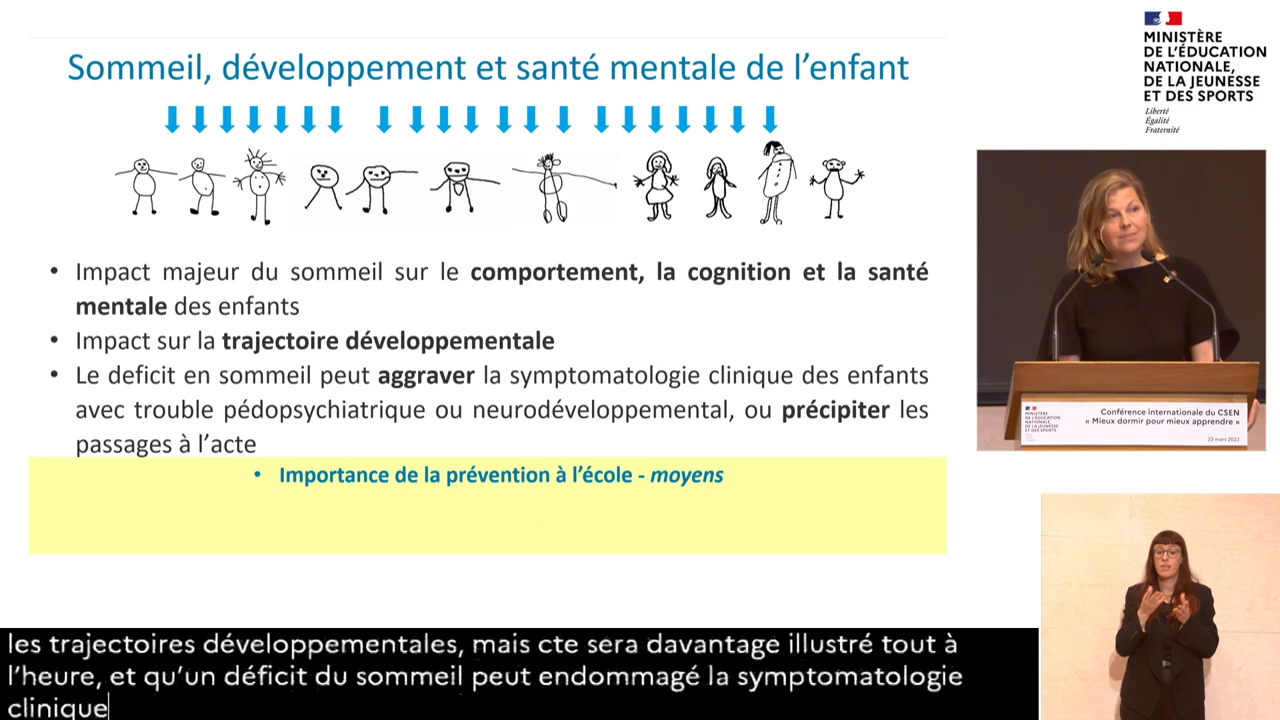 Sommeil, développement et santé mentale de l'enfant
• Impact majeur du sommeil sur le comportement, la cognition et la santé
mentale des enfants
• Impact sur la trajectoire développementale
• Le deficit en sommeil peut aggraver la symptomatologie clinique des enfants
avec trouble pédopsychiatrique ou neurodéveloppemental, ou précipiter les
passages à l'acte
• Importance de la prévention à l'école - moyens
MINISTÈRE
DE L'ÉDUCATION
NATIONALE,
DE LA JEUNESSE
ET DES SPORTS
Liberté
Égalité
Fraternité
MINISTÈRE
DE L'ÉDUCATION
NATIONALE,
DE LA JEUNESSE
ET DES SPORTS
Conférence internationale du CSEN
« Mieux dormir pour mieux apprendre »
23 mars 2022
les trajectoires développementales, mais cte sera davantage illustré tout à
l'heure, et qu'un déficit du sommeil peut endommagé la symptomatologie
clinique